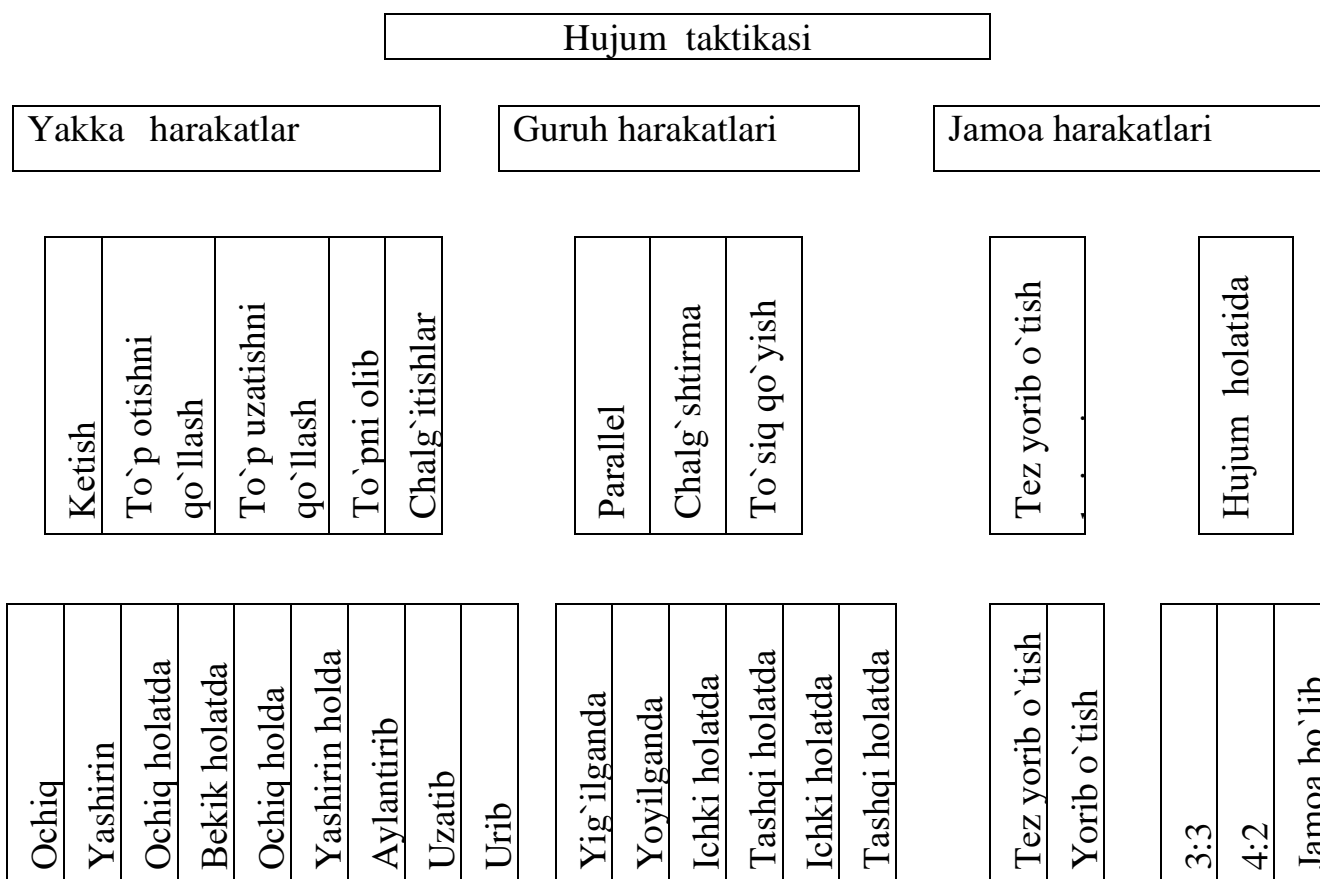 Hujum taktikasi
Yakka harakatlar
Guruh harakatlari
Jamoa harakatlari
Ketish
To`p otishni
qo`llash
To`p uzatishni
qo`llash
To`pni olib
Chalg`itishlar
Parallel
Chalg`shtirma
To`siq qo`yish
Tez yorib o`tish
Hujum holatida
Ochiq
Yashirin
Ochiq holatda
Bekik holatda
Ochiq holda
Yashirin holda
Aylantirib
Uzatib
Urib
Yig`ilganda
Yoyilganda
Ichki holatda
Tashqi holatda
Ichki holatda
Tashqi holatda
Tez yorib o`tish
Yorib o`tish
3:3
4:2
Jamoa bo`lib